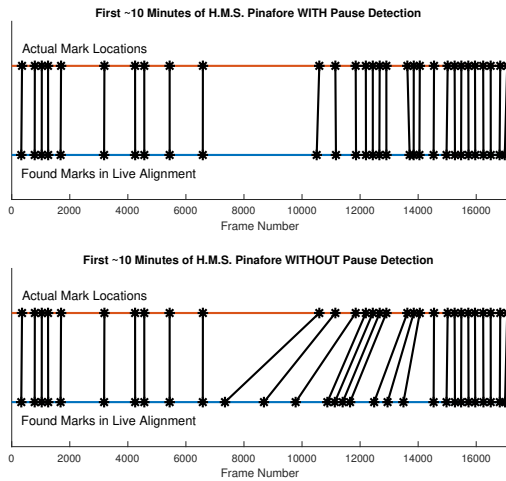 First ~10 Minutes of H.M.S. Pinafore WITH Pause Detection
Actual Mark Locations
Found Marks in Live Alignment
0 2000 4000 6000 8000 10000 12000 14000 16000
Frame Number
First ~10 Minutes of H.M.S. Pinafore WITHOUT Pause Detection
Actual Mark Locations
Found Marks in Live Alignment
0 2000 4000 6000 8000 10000 12000 14000 16000
Frame Number